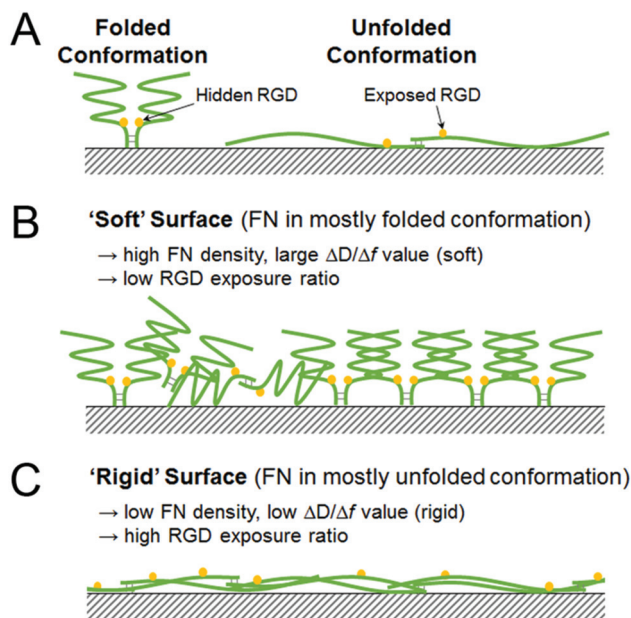 A
Folded
Conformation
Unfolded
Conformation
Hidden RGD
Exposed RGD
B
‘Soft’ Surface (FN in mostly folded conformation)
→ high FN density, large ΔD/Δf value (soft)
→ low RGD exposure ratio
C
‘Rigid’ Surface (FN in mostly unfolded conformation)
→ low FN density, low ΔD/Δf value (rigid)
→ high RGD exposure ratio